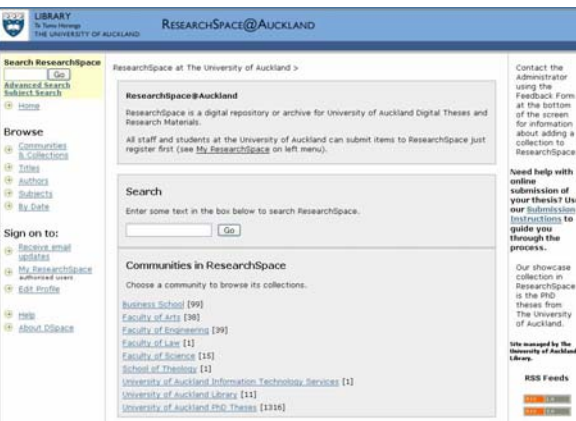 LIBRARY
Te Tumu Herenga
THE UNIVERSITY OF AUCKLAND
RESEARCHSPACE@AUCKLAND
Search ResearchSpace
Go
Advanced Search
Subject Search
Home
Browse
Communities
& Collections
Titles
Authors
Subjects
By Date
Sign on to:
Receive email
updates
My ResearchSpace
authorized users
Edit Profile
Help
About DSpace
ResearchSpace at The University of Auckland >
ResearchSpace@Auckland
ResearchSpace is a digital repository or archive for University of Auckland Digital Theses and
Research Materials.
All staff and students at the University of Auckland can submit items to ResearchSpace just
register first (see My ResearchSpace on left menu).
Search
Enter some text in the box below to search ResearchSpace.
Go
Communities in ResearchSpace
Choose a community to browse its collections.
Business School [99]
Faculty of Arts [38]
Faculty of Engineering [39]
Faculty of Law [1]
Faculty of Science [15]
School of Theology [1]
University of Auckland Information Technology Services [1]
University of Auckland Library [11]
University of Auckland PhD Theses [1316]
Contact the
Administrator
using the
Feedback Form
at the bottom
of the screen
for information
about adding a
collection to
ResearchSpace
Need help with
online
submission of
your thesis? Us
our Submission
Instructions to
guide you
through the
process.
Our showcase
collection in
ResearchSpace
is the PhD
theses from
The University
of Auckland.
Site managed by The
University of Auckland
Library.
RSS Feeds